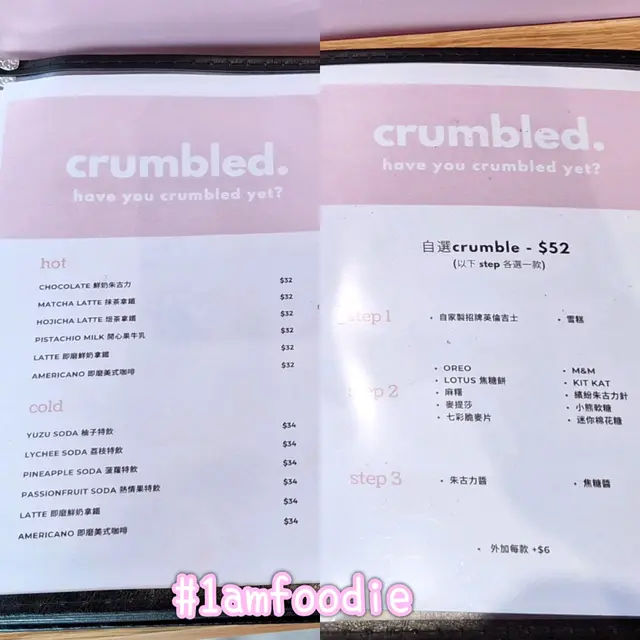 crumbled.
have you crumbled yet?
hot
CHOCOLATE 鮮奶朱古力 $32
MATCHA LATTE 抹茶拿鐵 $32
HOJICHA LATTE 焙茶拿鐵 $32
PISTACHIO MILK 開心果牛乳 $32
LATTE 即磨鮮奶拿鐵 $32
AMERICANO 即磨美式咖啡 $32
cold
YUZU SODA 柚子特飲 $34
LYCHEE SODA 荔枝特飲 $34
PINEAPPLE SODA 菠蘿特飲 $34
PASSIONFRUIT SODA 熱情果特飲 $34
LATTE 即磨鮮奶拿鐵 $34
AMERICANO 即磨美式咖啡 $34
crumbled.
have you crumbled yet?
自選crumble - $52
(以下 step 各選一款)
step 1
• 自家製招牌英倫吉士 • 雪糕
step 2
• OREO • M&M
• LOTUS 焦糖餅 • KIT KAT
• 麻糬 • 繽紛朱古力針
• 麥提莎 • 小熊軟糖
• 七彩脆麥片 • 迷你棉花糖
step 3
• 朱古力醬 • 焦糖醬
• 外加每款 +$6
#1amfoodie